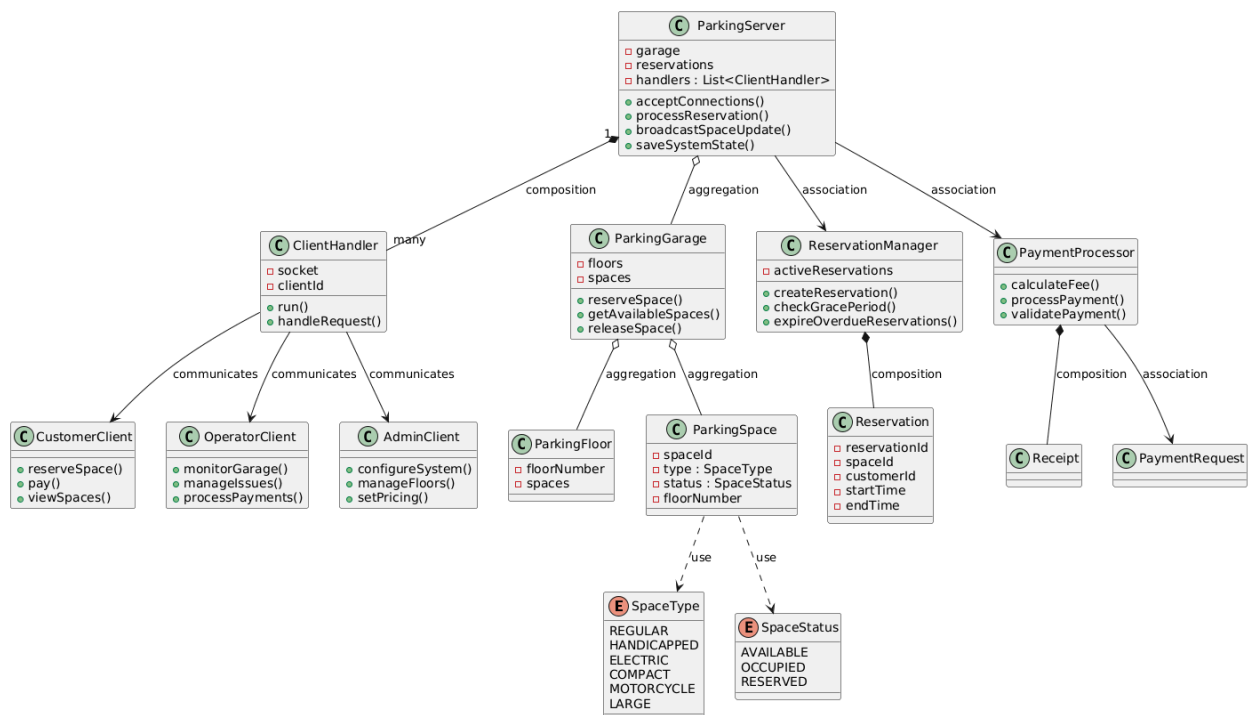 C ParkingServer
garage
reservations
handlers : List<ClientHandler>
acceptConnections()
processReservation()
broadcastSpaceUpdate()
saveSystemState()
1
composition
aggregation
association
association
many
C ClientHandler
socket
clientId
run()
handleRequest()
C ParkingGarage
floors
spaces
reserveSpace()
getAvailableSpaces()
releaseSpace()
C ReservationManager
activeReservations
createReservation()
checkGracePeriod()
expireOverdueReservations()
C PaymentProcessor
calculateFee()
processPayment()
validatePayment()
communicates
communicates
communicates
aggregation
aggregation
composition
composition
association
C CustomerClient
reserveSpace()
pay()
viewSpaces()
C OperatorClient
monitorGarage()
manageIssues()
processPayments()
C AdminClient
configureSystem()
manageFloors()
setPricing()
C ParkingFloor
floorNumber
spaces
C ParkingSpace
spaceId
type : SpaceType
status : SpaceStatus
floorNumber
C Reservation
reservationId
spaceId
customerId
startTime
endTime
C Receipt
C PaymentRequest
use
use
E SpaceType
REGULAR
HANDICAPPED
ELECTRIC
COMPACT
MOTORCYCLE
LARGE
E SpaceStatus
AVAILABLE
OCCUPIED
RESERVED